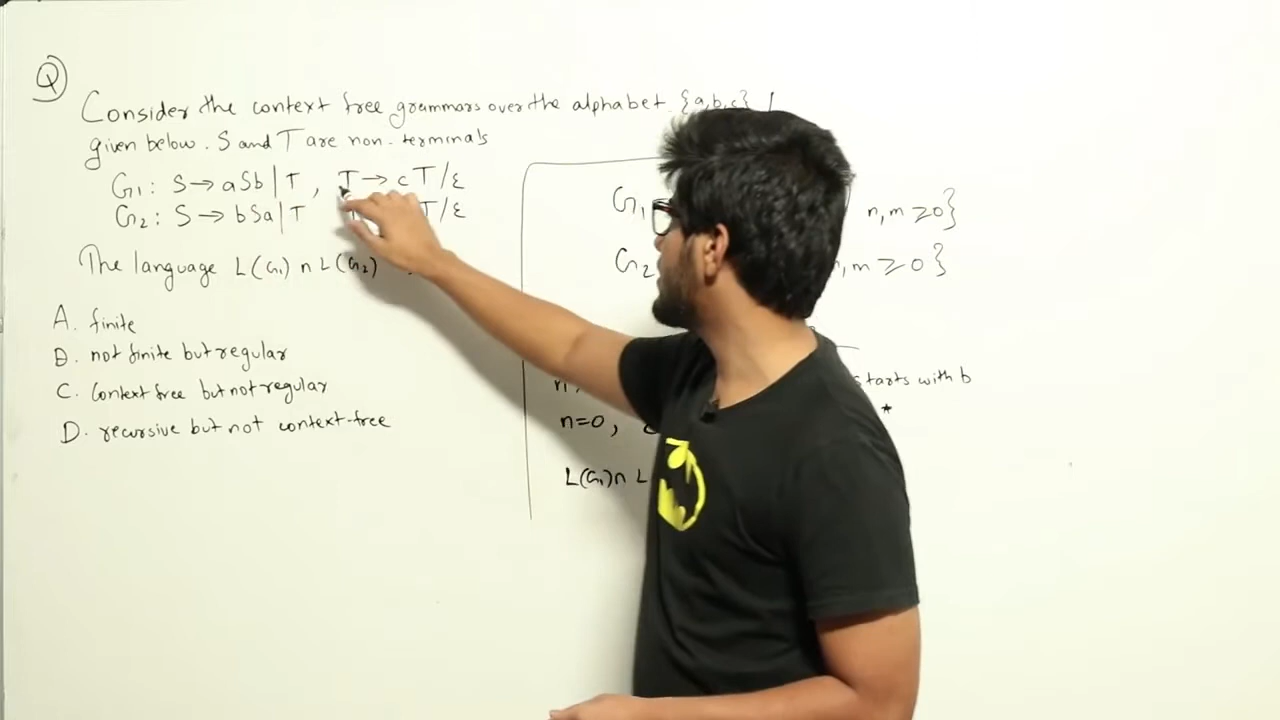 Q)
Consider the context free grammars over the alphabet {a,b,c}
given below. S and T are non-terminals
G1: S → aSb | T , T → cT/ε
G2: S → bSa | T T/ε
The language L(G1) n L(G2)
A. finite
B. not finite but regular
C. Context free but not regular
D. recursive but not context-free
G1 n,m ≥0}
G2 m ≥ 0}
starts with b
n=0, *
L(G1) n L